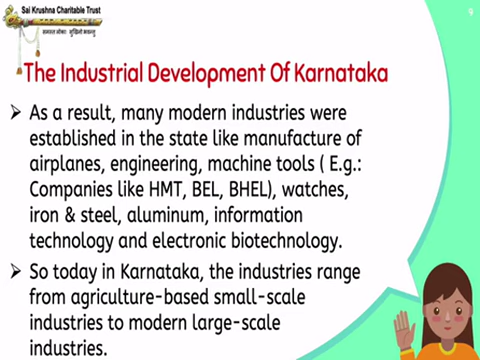 Sai Krushna Charitable Trust
समस्ता लोकाः सुखिनो भवन्तु
9
The Industrial Development Of Karnataka
➢ As a result, many modern industries were
established in the state like manufacture of
airplanes, engineering, machine tools ( E.g.:
Companies like HMT, BEL, BHEL), watches,
iron & steel, aluminum, information
technology and electronic biotechnology.
➢ So today in Karnataka, the industries range
from agriculture-based small-scale
industries to modern large-scale
industries.